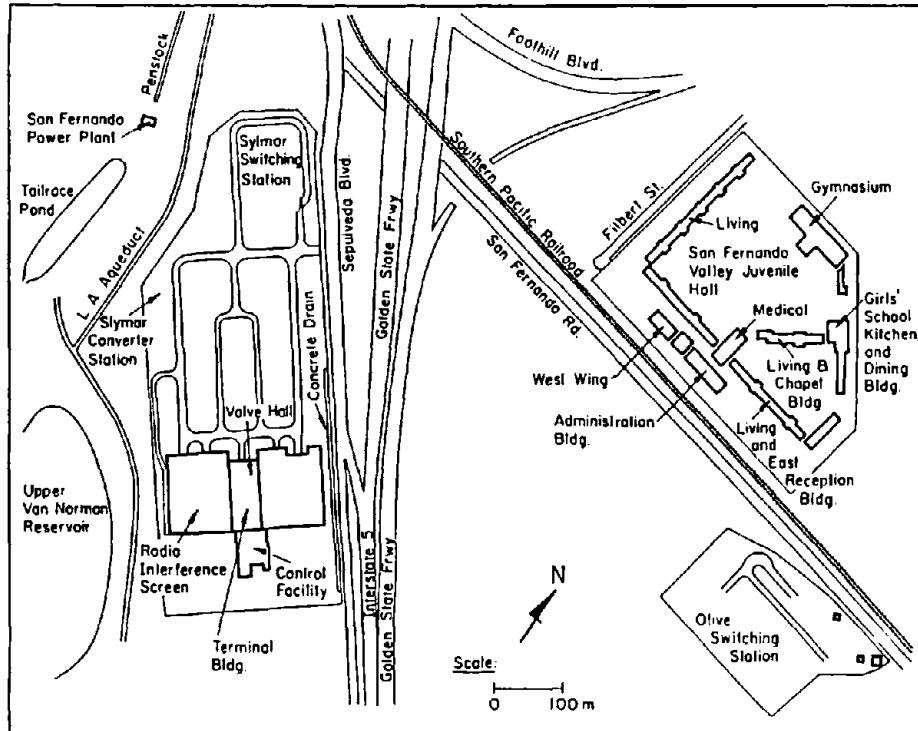 Penstock
San Fernando
Power Plant
Tailrace
Pond
L.A. Aqueduct
Sylmar
Switching
Station
Slymar
Converter
Station
Sepulveda Blvd.
Golden State Frwy
Concrete Drain
Valve Hall
Upper
Van Norman
Reservoir
Radio
Interference
Screen
Control
Facility
Terminal
Bldg.
Interstate 5
Golden State Frwy
Foothill Blvd.
Southern Pacific Railroad
San Fernando Rd.
Filbert St.
Living
Gymnasium
San Fernando
Valley Juvenile
Hall
Medical
Girls'
School
Kitchen
and
Dining
Bldg.
Living &
Chapel
Bldg
West Wing
Administration
Bldg.
Living
and
East
Reception
Bldg.
Olive
Switching
Station
N
Scale:
0 100 m